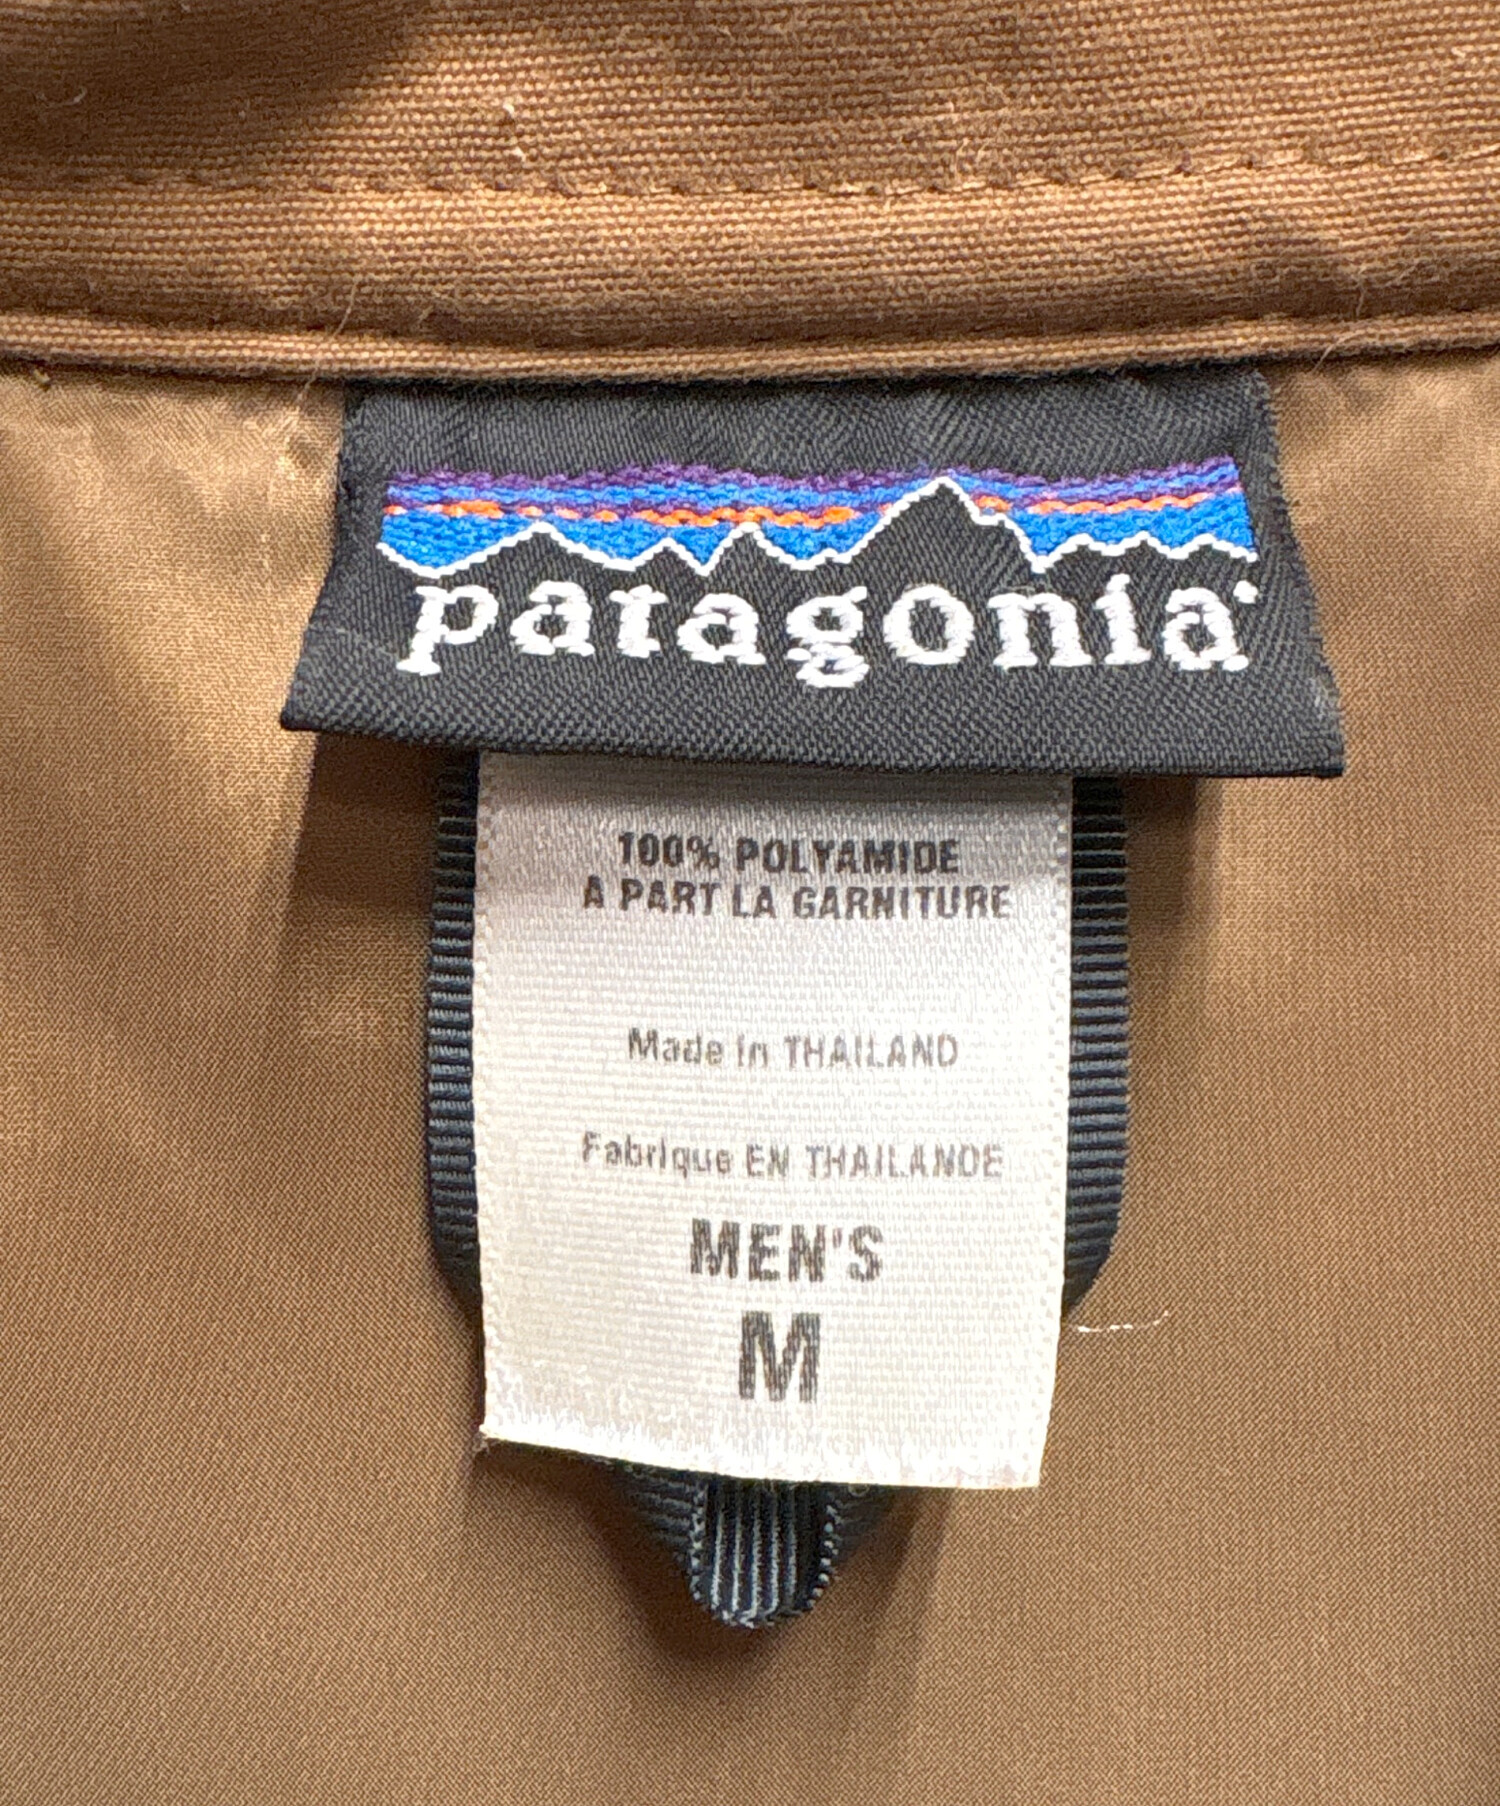 patagonia
100% POLYAMIDE
A PART LA GARNITURE
Made in THAILAND
Fabrique EN THAILANDE
MEN'S
M